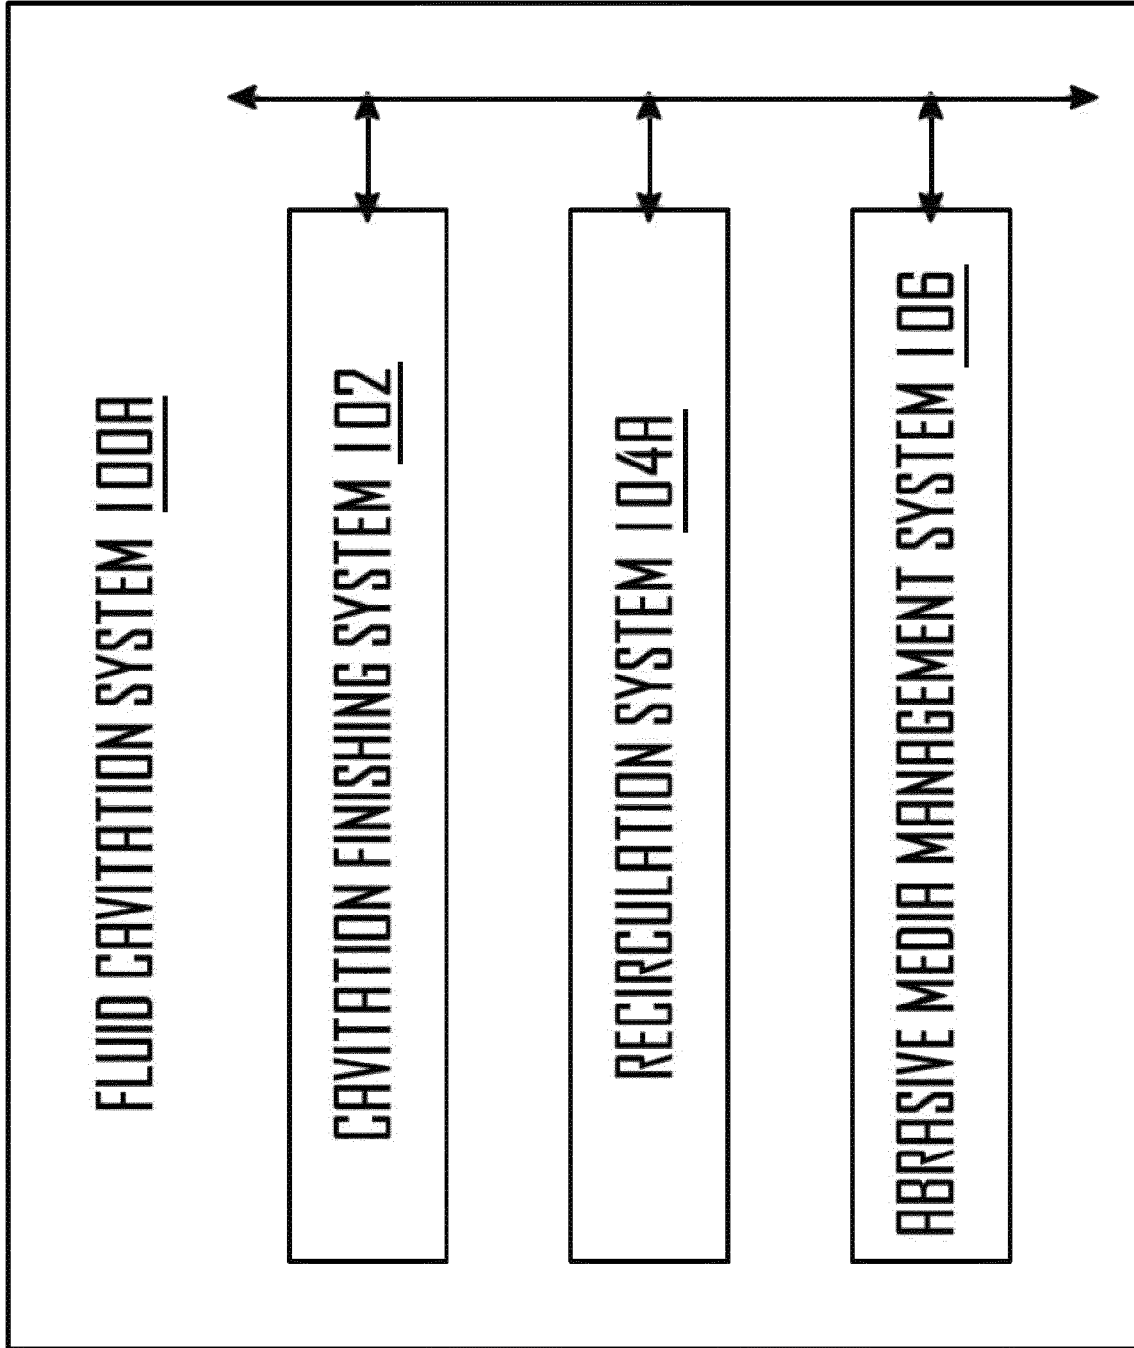 FLUID CAVITATION SYSTEM 100A
CAVITATION FINISHING SYSTEM 102
RECIRCULATION SYSTEM 104A
ABRASIVE MEDIA MANAGEMENT SYSTEM 106